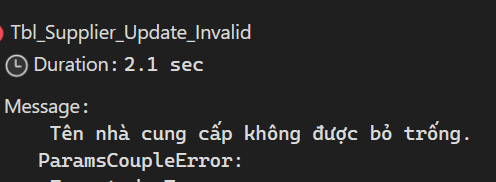 Tbl_Supplier_Update_Invalid
Duration: 2.1 sec
Message:
Tên nhà cung cấp không được bỏ trống.
ParamsCoupleError: